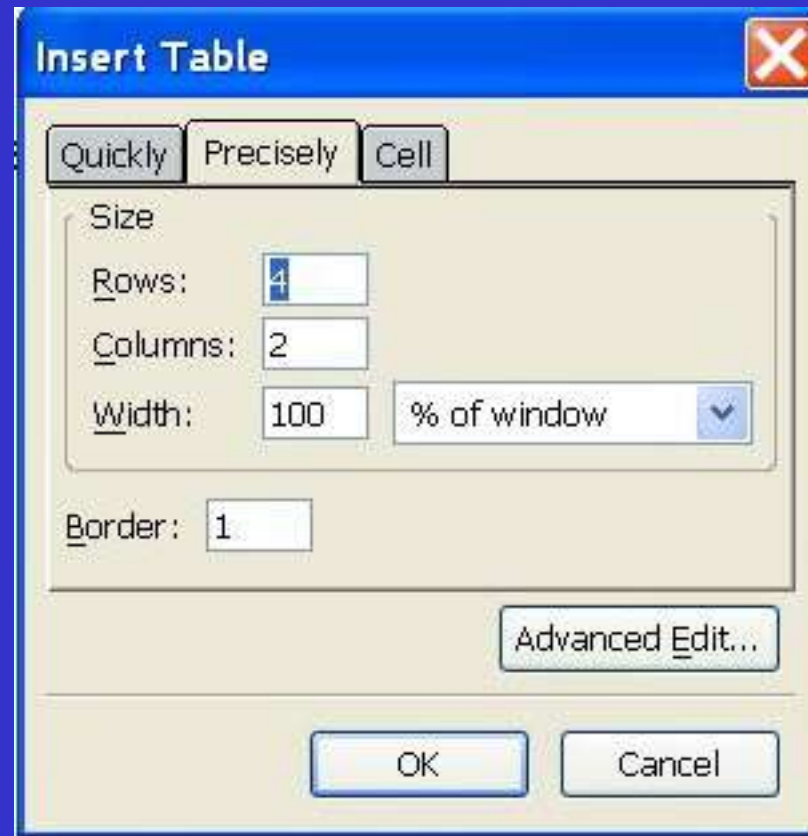 Insert Table
Quickly Precisely Cell
Size
Rows: 4
Columns: 2
Width: 100 % of window
Border: 1
Advanced Edit...
OK Cancel